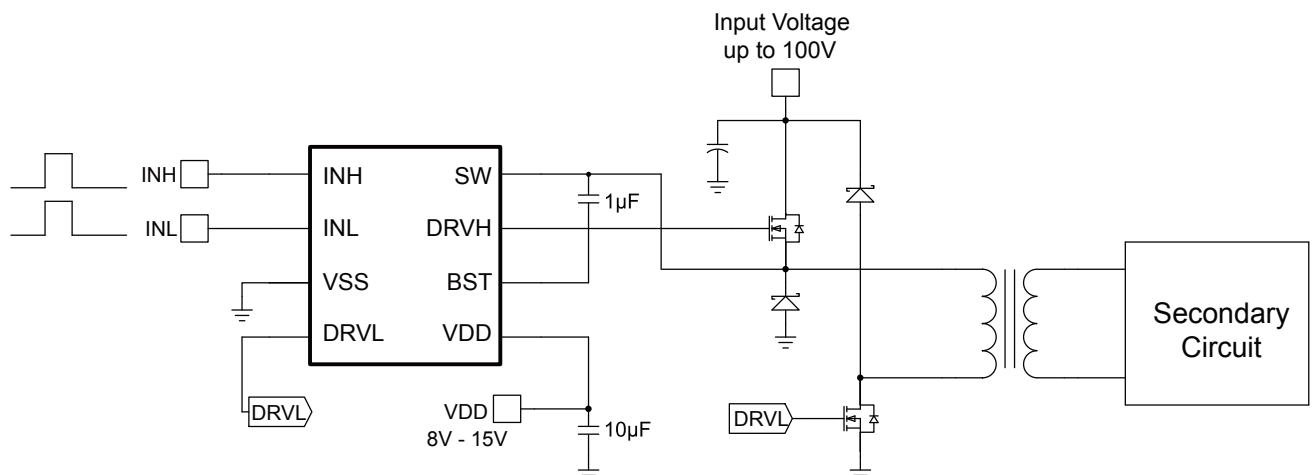 Input Voltage
up to 100V
INH
INL
INH
INL
VSS
DRVL
SW
DRVH
BST
VDD
1µF
DRVL
VDD
8V - 15V
10µF
DRVL
Secondary
Circuit